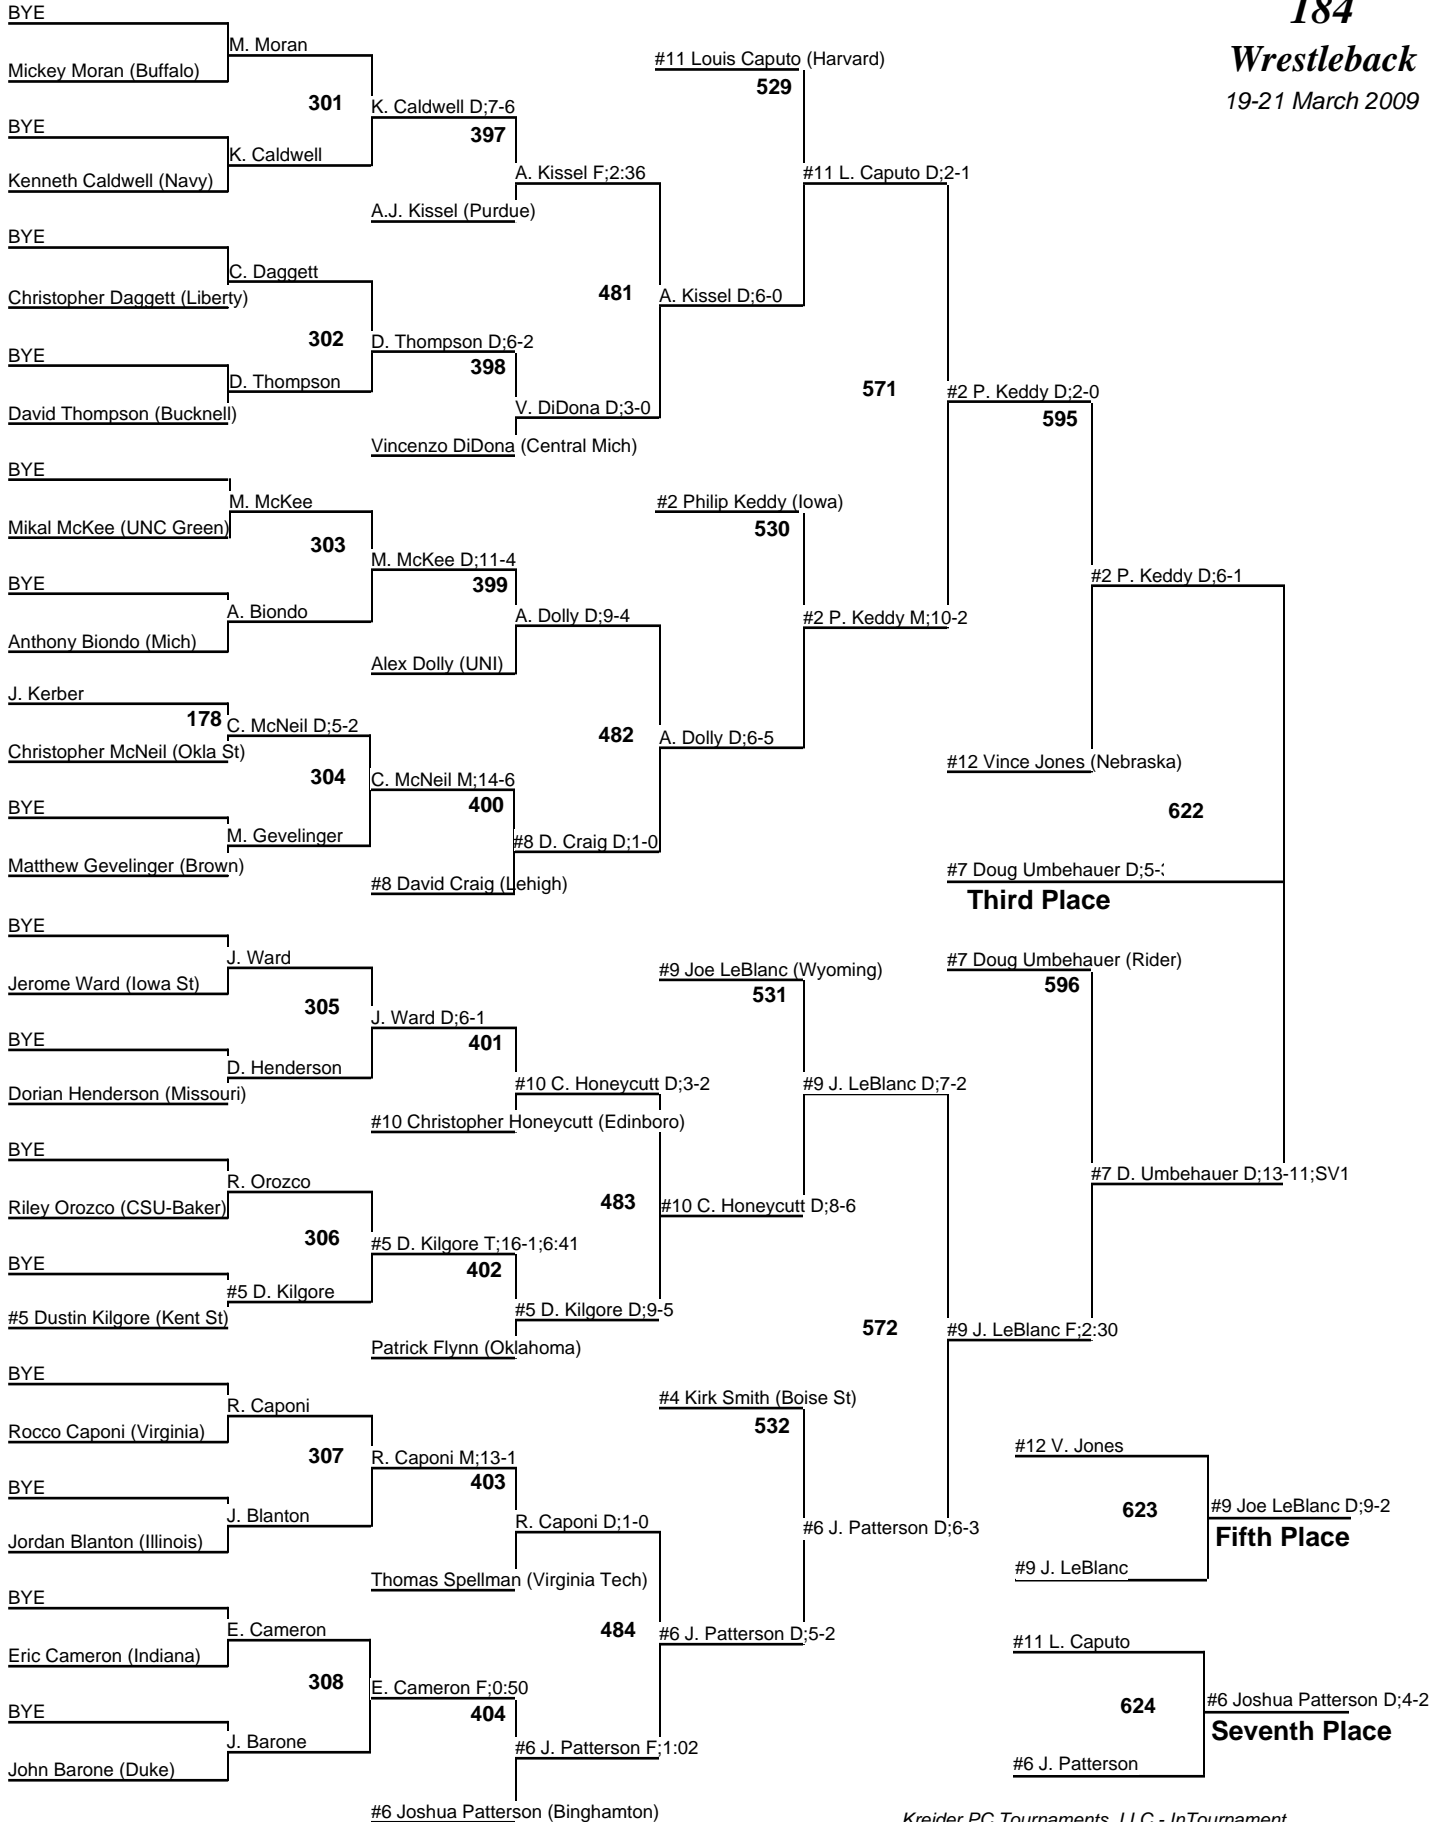 184
Wrestleback
19-21 March 2009
BYE
M. Moran
Mickey Moran (Buffalo)
301
K. Caldwell D;7-6
397
BYE
K. Caldwell
Kenneth Caldwell (Navy)
A. Kissel F;2:36
A.J. Kissel (Purdue)
BYE
C. Daggett
Christopher Daggett (Liberty)
302
D. Thompson D;6-2
398
BYE
D. Thompson
David Thompson (Bucknell)
V. DiDona D;3-0
Vincenzo DiDona (Central Mich)
481
A. Kissel D;6-0
#11 Louis Caputo (Harvard)
529
#11 L. Caputo D;2-1
BYE
M. McKee
Mikal McKee (UNC Green)
303
M. McKee D;11-4
399
BYE
A. Biondo
Anthony Biondo (Mich)
A. Dolly D;9-4
Alex Dolly (UNI)
J. Kerber
178
C. McNeil D;5-2
Christopher McNeil (Okla St)
304
C. McNeil M;14-6
400
BYE
M. Gevelinger
Matthew Gevelinger (Brown)
#8 D. Craig D;1-0
#8 David Craig (Lehigh)
482
A. Dolly D;6-5
#2 Philip Keddy (Iowa)
530
#2 P. Keddy M;10-2
571
#2 P. Keddy D;2-0
595
#2 P. Keddy D;6-1
#12 Vince Jones (Nebraska)
622
#7 Doug Umbehauer D;5-
Third Place
BYE
J. Ward
Jerome Ward (Iowa St)
305
J. Ward D;6-1
401
BYE
D. Henderson
Dorian Henderson (Missouri)
#10 C. Honeycutt D;3-2
#10 Christopher Honeycutt (Edinboro)
BYE
R. Orozco
Riley Orozco (CSU-Baker)
306
#5 D. Kilgore T;16-1;6:41
402
BYE
#5 D. Kilgore
#5 Dustin Kilgore (Kent St)
#5 D. Kilgore D;9-5
Patrick Flynn (Oklahoma)
483
#10 C. Honeycutt D;8-6
#9 Joe LeBlanc (Wyoming)
531
#9 J. LeBlanc D;7-2
BYE
R. Caponi
Rocco Caponi (Virginia)
307
R. Caponi M;13-1
403
BYE
J. Blanton
Jordan Blanton (Illinois)
R. Caponi D;1-0
Thomas Spellman (Virginia Tech)
BYE
E. Cameron
Eric Cameron (Indiana)
308
E. Cameron F;0:50
404
BYE
J. Barone
John Barone (Duke)
#6 J. Patterson F;1:02
#6 Joshua Patterson (Binghamton)
484
#6 J. Patterson D;5-2
#4 Kirk Smith (Boise St)
532
#6 J. Patterson D;6-3
572
#9 J. LeBlanc F;2:30
#7 Doug Umbehauer (Rider)
596
#7 D. Umbehauer D;13-11;SV1
#12 V. Jones
623
#9 Joe LeBlanc D;9-2
Fifth Place
#9 J. LeBlanc
#11 L. Caputo
624
#6 Joshua Patterson D;4-2
Seventh Place
#6 J. Patterson
Kreider PC Tournaments, LLC - InTournament